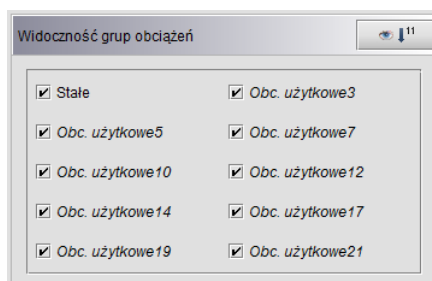 Widoczność grup obciążeń 11
Stałe Obc. użytkowe3
Obc. użytkowe5 Obc. użytkowe7
Obc. użytkowe10 Obc. użytkowe12
Obc. użytkowe14 Obc. użytkowe17
Obc. użytkowe19 Obc. użytkowe21